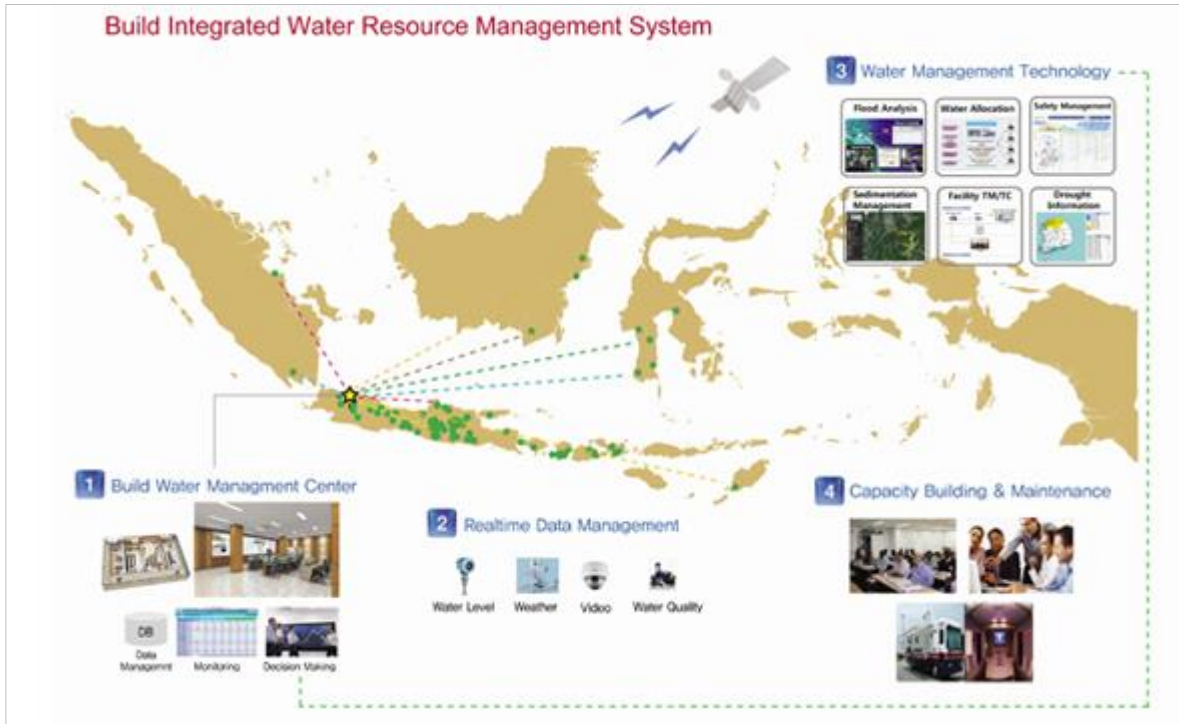 Build Integrated Water Resource Management System
3 Water Management Technology
Flood Analysis
Water Allocation
Safety Management
Sedimentation
Management
Facility TM/TC
Drought
Information
1 Build Water Managment Center
DB
Data
Managemnt
Monitoring
Decision Making
2 Realtime Data Management
Water Level
Weather
Video
Water Quality
4 Capacity Building & Maintenance